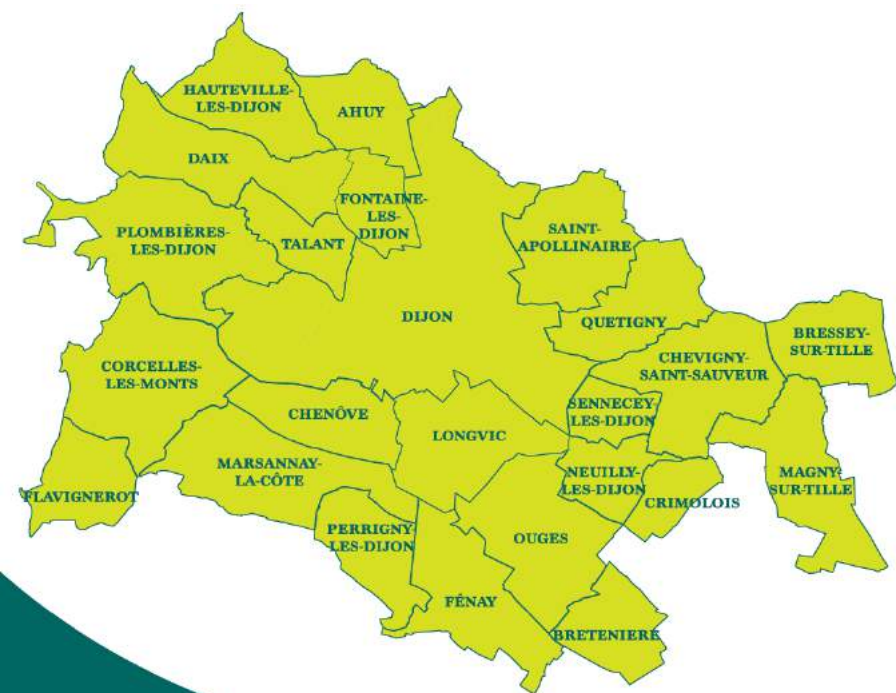 HAUTEVILLE-
LES-DIJON
AHUY
DAIX
FONTAINE-
LES-
DIJON
PLOMBIÈRES-
LES-DIJON
TALANT
SAINT-
APOLLINAIRE
DIJON
QUETIGNY
BRESSEY-
SUR-TILLE
CORCELLES-
LES-MONTS
CHEVIGNY-
SAINT-SAUVEUR
CHENÔVE
SENNECEY-
LES-DIJON
LONGVIC
MARSANNAY-
LA-CÔTE
NEUILLY-
LES-DIJON
MAGNY-
SUR-TILLE
FLAVIGNEROT
CRIMOLOIS
PERRIGNY-
LES-DIJON
OUGES
FÉNAY
BRETENIERE